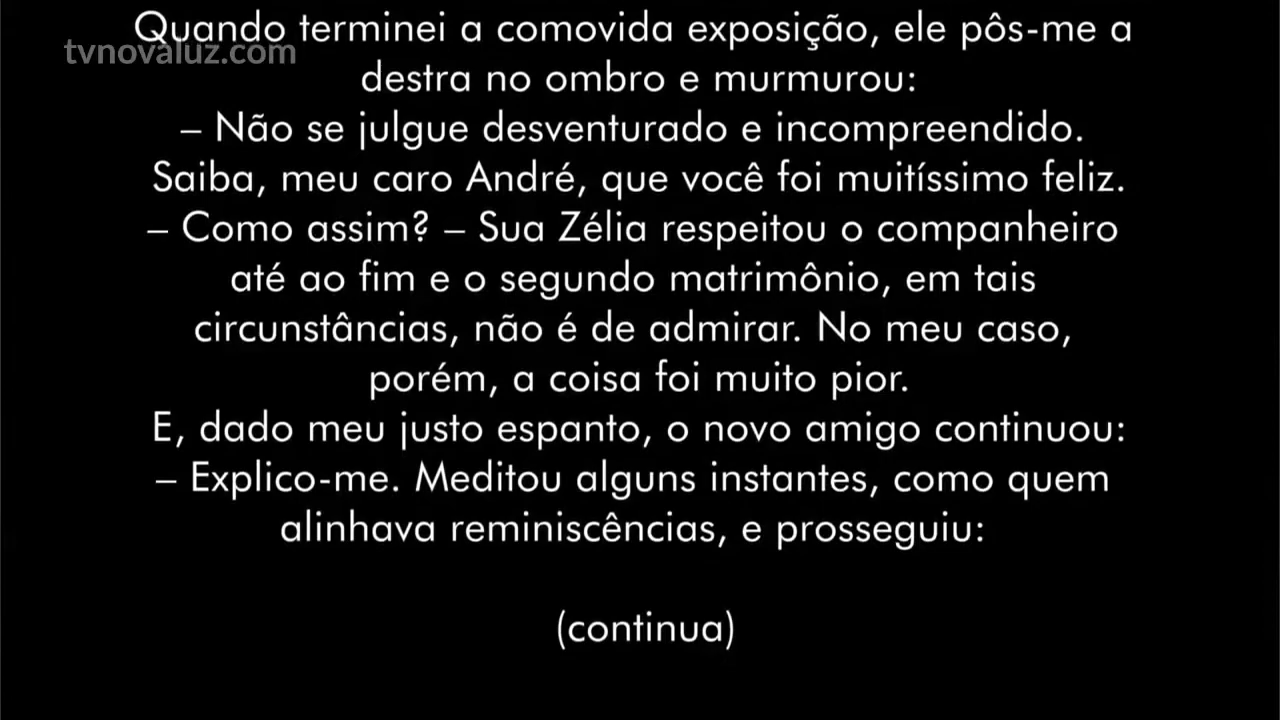 Quando terminei a comovida exposição, ele pôs-me a
tvnovaluz.com
destra no ombro e murmurou:
– Não se julgue desventurado e incompreendido.
Saiba, meu caro André, que você foi muitíssimo feliz.
– Como assim? – Sua Zélia respeitou o companheiro
até ao fim e o segundo matrimônio, em tais
circunstâncias, não é de admirar. No meu caso,
porém, a coisa foi muito pior.
E, dado meu justo espanto, o novo amigo continuou:
– Explico-me. Meditou alguns instantes, como quem
alinhava reminiscências, e prosseguiu:
(continua)